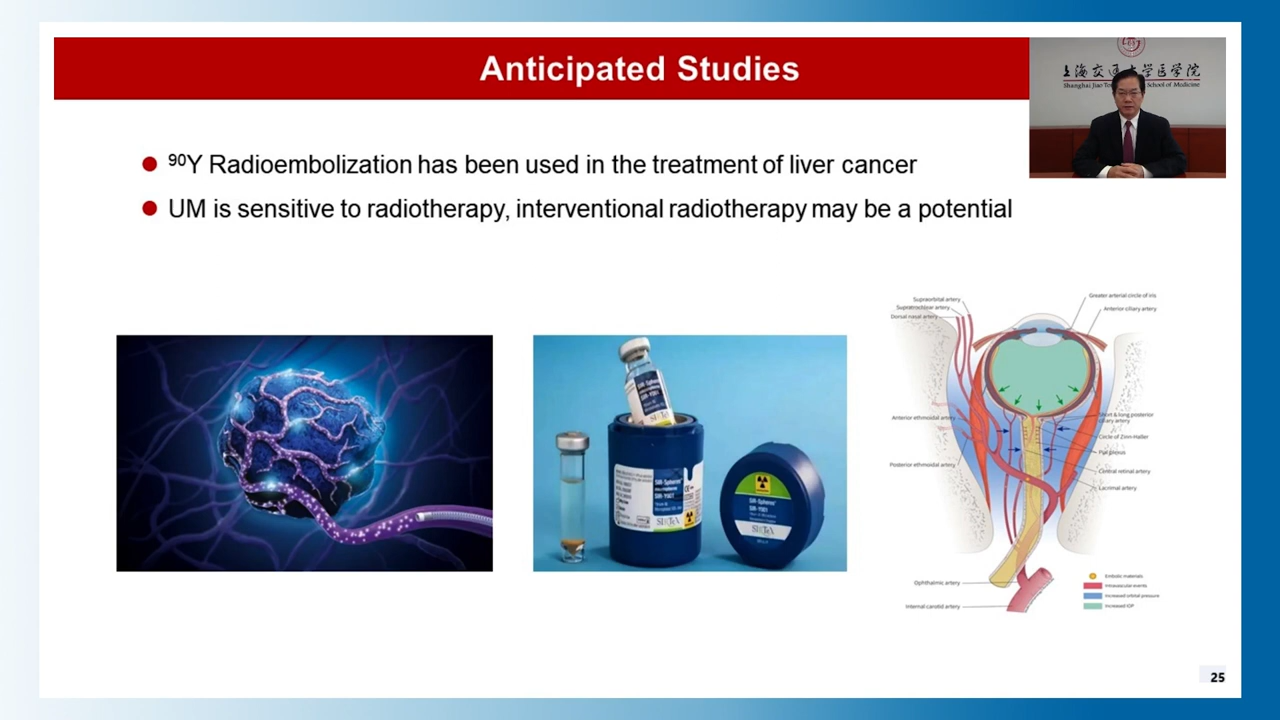 Anticipated Studies
上海交通大学医学院
School of Medicine
⁹⁰Y Radioembolization has been used in the treatment of liver cancer
UM is sensitive to radiotherapy, interventional radiotherapy may be a potential
SIR-Spheres
SIR-Y001
SIRTeX
Supraorbital artery
Supratrochlear artery
Dorsal nasal artery
Greater arterial circle of iris
Anterior ciliary artery
Anterior ethmoidal artery
Posterior ethmoidal artery
Short & long posterior
ciliary artery
Circle of Zinn-Haller
Pial plexus
Central retinal artery
Lacrimal artery
Ophthalmic artery
Internal carotid artery
Embolic materials
Intravascular events
Increased orbital pressure
Increased IOP
25